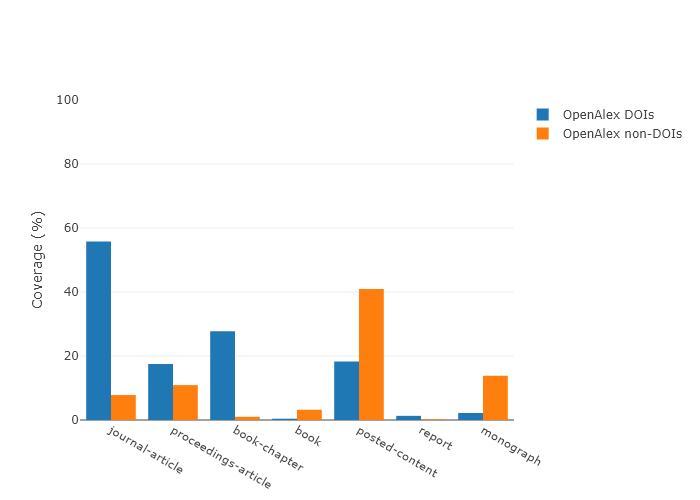 100
80
60
40
20
0
Coverage (%)
journal-article
proceedings-article
book-chapter
book
posted-content
report
monograph
OpenAlex DOIs
OpenAlex non-DOIs